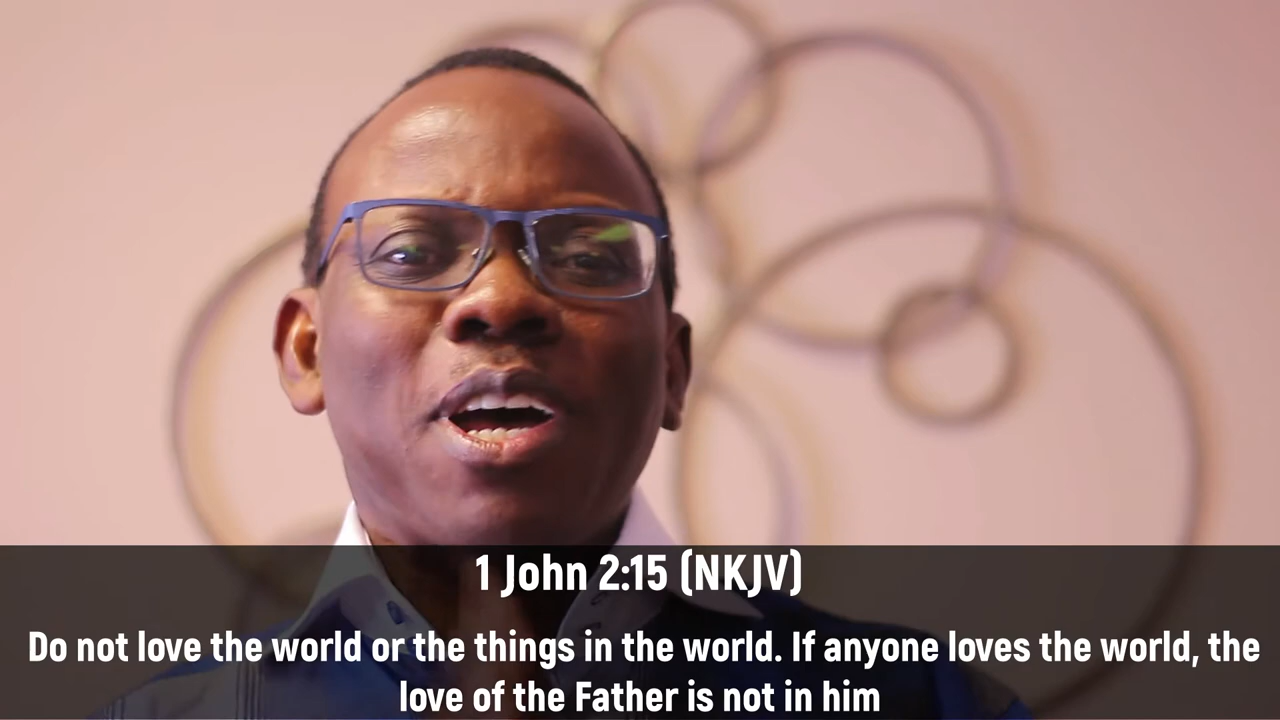 1 John 2:15 (NKJV)
Do not love the world or the things in the world. If anyone loves the world, the
love of the Father is not in him